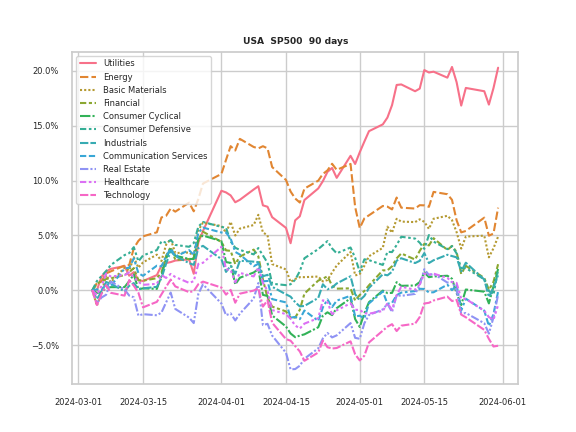 USA SP500 90 days
Utilities
Energy
Basic Materials
Financial
Consumer Cyclical
Consumer Defensive
Industrials
Communication Services
Real Estate
Healthcare
Technology
20.0%
15.0%
10.0%
5.0%
0.0%
−5.0%
2024-03-01 2024-03-15 2024-04-01 2024-04-15 2024-05-01 2024-05-15 2024-06-01